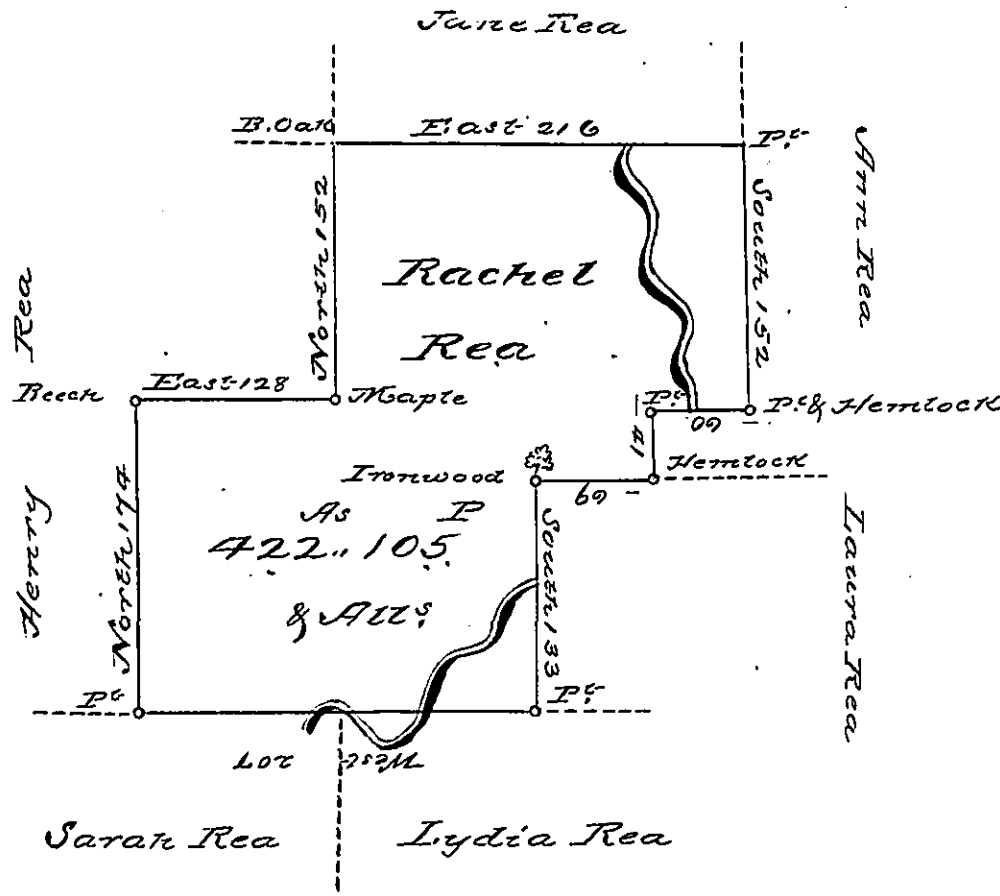 Jane Rea
B.Oak East 216 Pt.
North 152
South 152
Ann Rea
Rachel
Rea
Henry Rea
Beech East 128 Maple
Pt. 60 Pt. & Hemlock
41
Ironwood 69 Hemlock
North 174
As P
422.. 105
& Alls.
South 133
Laura Rea
Pt. Pt.
West 207
Sarah Rea Lydia Rea